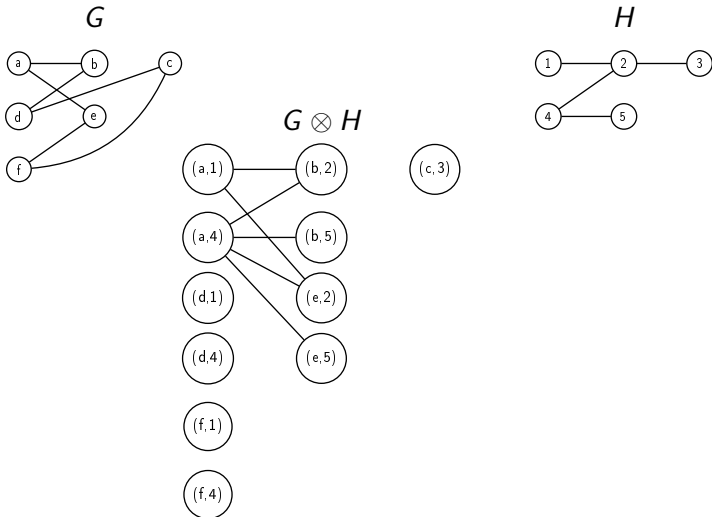 G
H
a
b
c
1
2
3
d
e
4
5
f
G ⊗ H
(a,1)
(b,2)
(c,3)
(a,4)
(b,5)
(d,1)
(e,2)
(d,4)
(e,5)
(f,1)
(f,4)